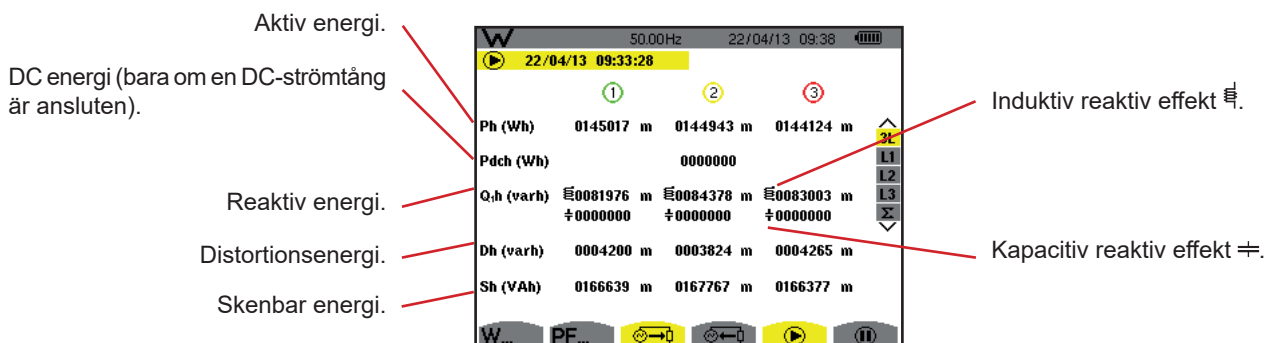 Aktiv energi.
DC energi (bara om en DC-strömtång
är ansluten).
Reaktiv energi.
Distortionsenergi.
Skenbar energi.
W 50.00Hz 22/04/13 09:38
22/04/13 09:33:28
1 2 3
Ph (Wh) 0145017 m 0144943 m 0144124 m
Pdch (Wh) 0000000
Q₁h (varh) 0081976 m 0084378 m 0083003 m
0000000 0000000 0000000
Dh (varh) 0004200 m 0003824 m 0004265 m
Sh (VAh) 0166639 m 0167767 m 0166377 m
3L
L1
L2
L3
Σ
W... PF...
Induktiv reaktiv effekt .
Kapacitiv reaktiv effekt .